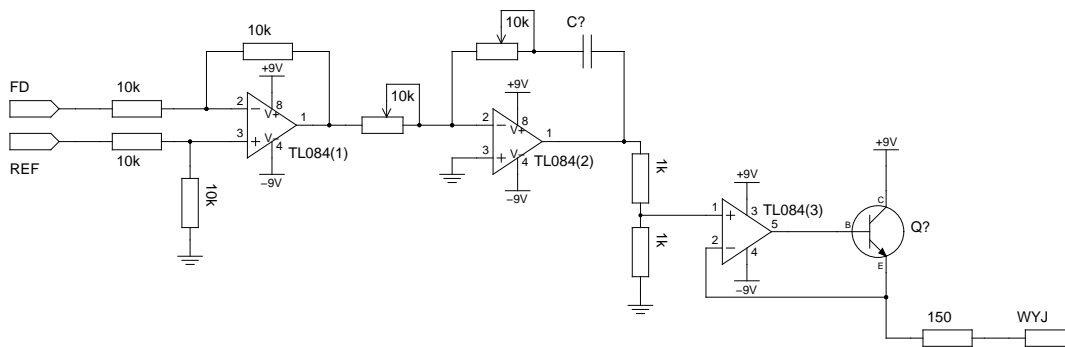 10k
C?
10k
+9V
FD
10k
10k
+9V
2
V+
8
1
3
V−
4
TL084(1)
2
V+
8
1
3
V−
4
TL084(2)
REF
10k
10k
−9V
−9V
1k
+9V
+9V
TL084(3)
C
1
3
5
B
Q?
2
4
E
1k
−9V
150
WYJ